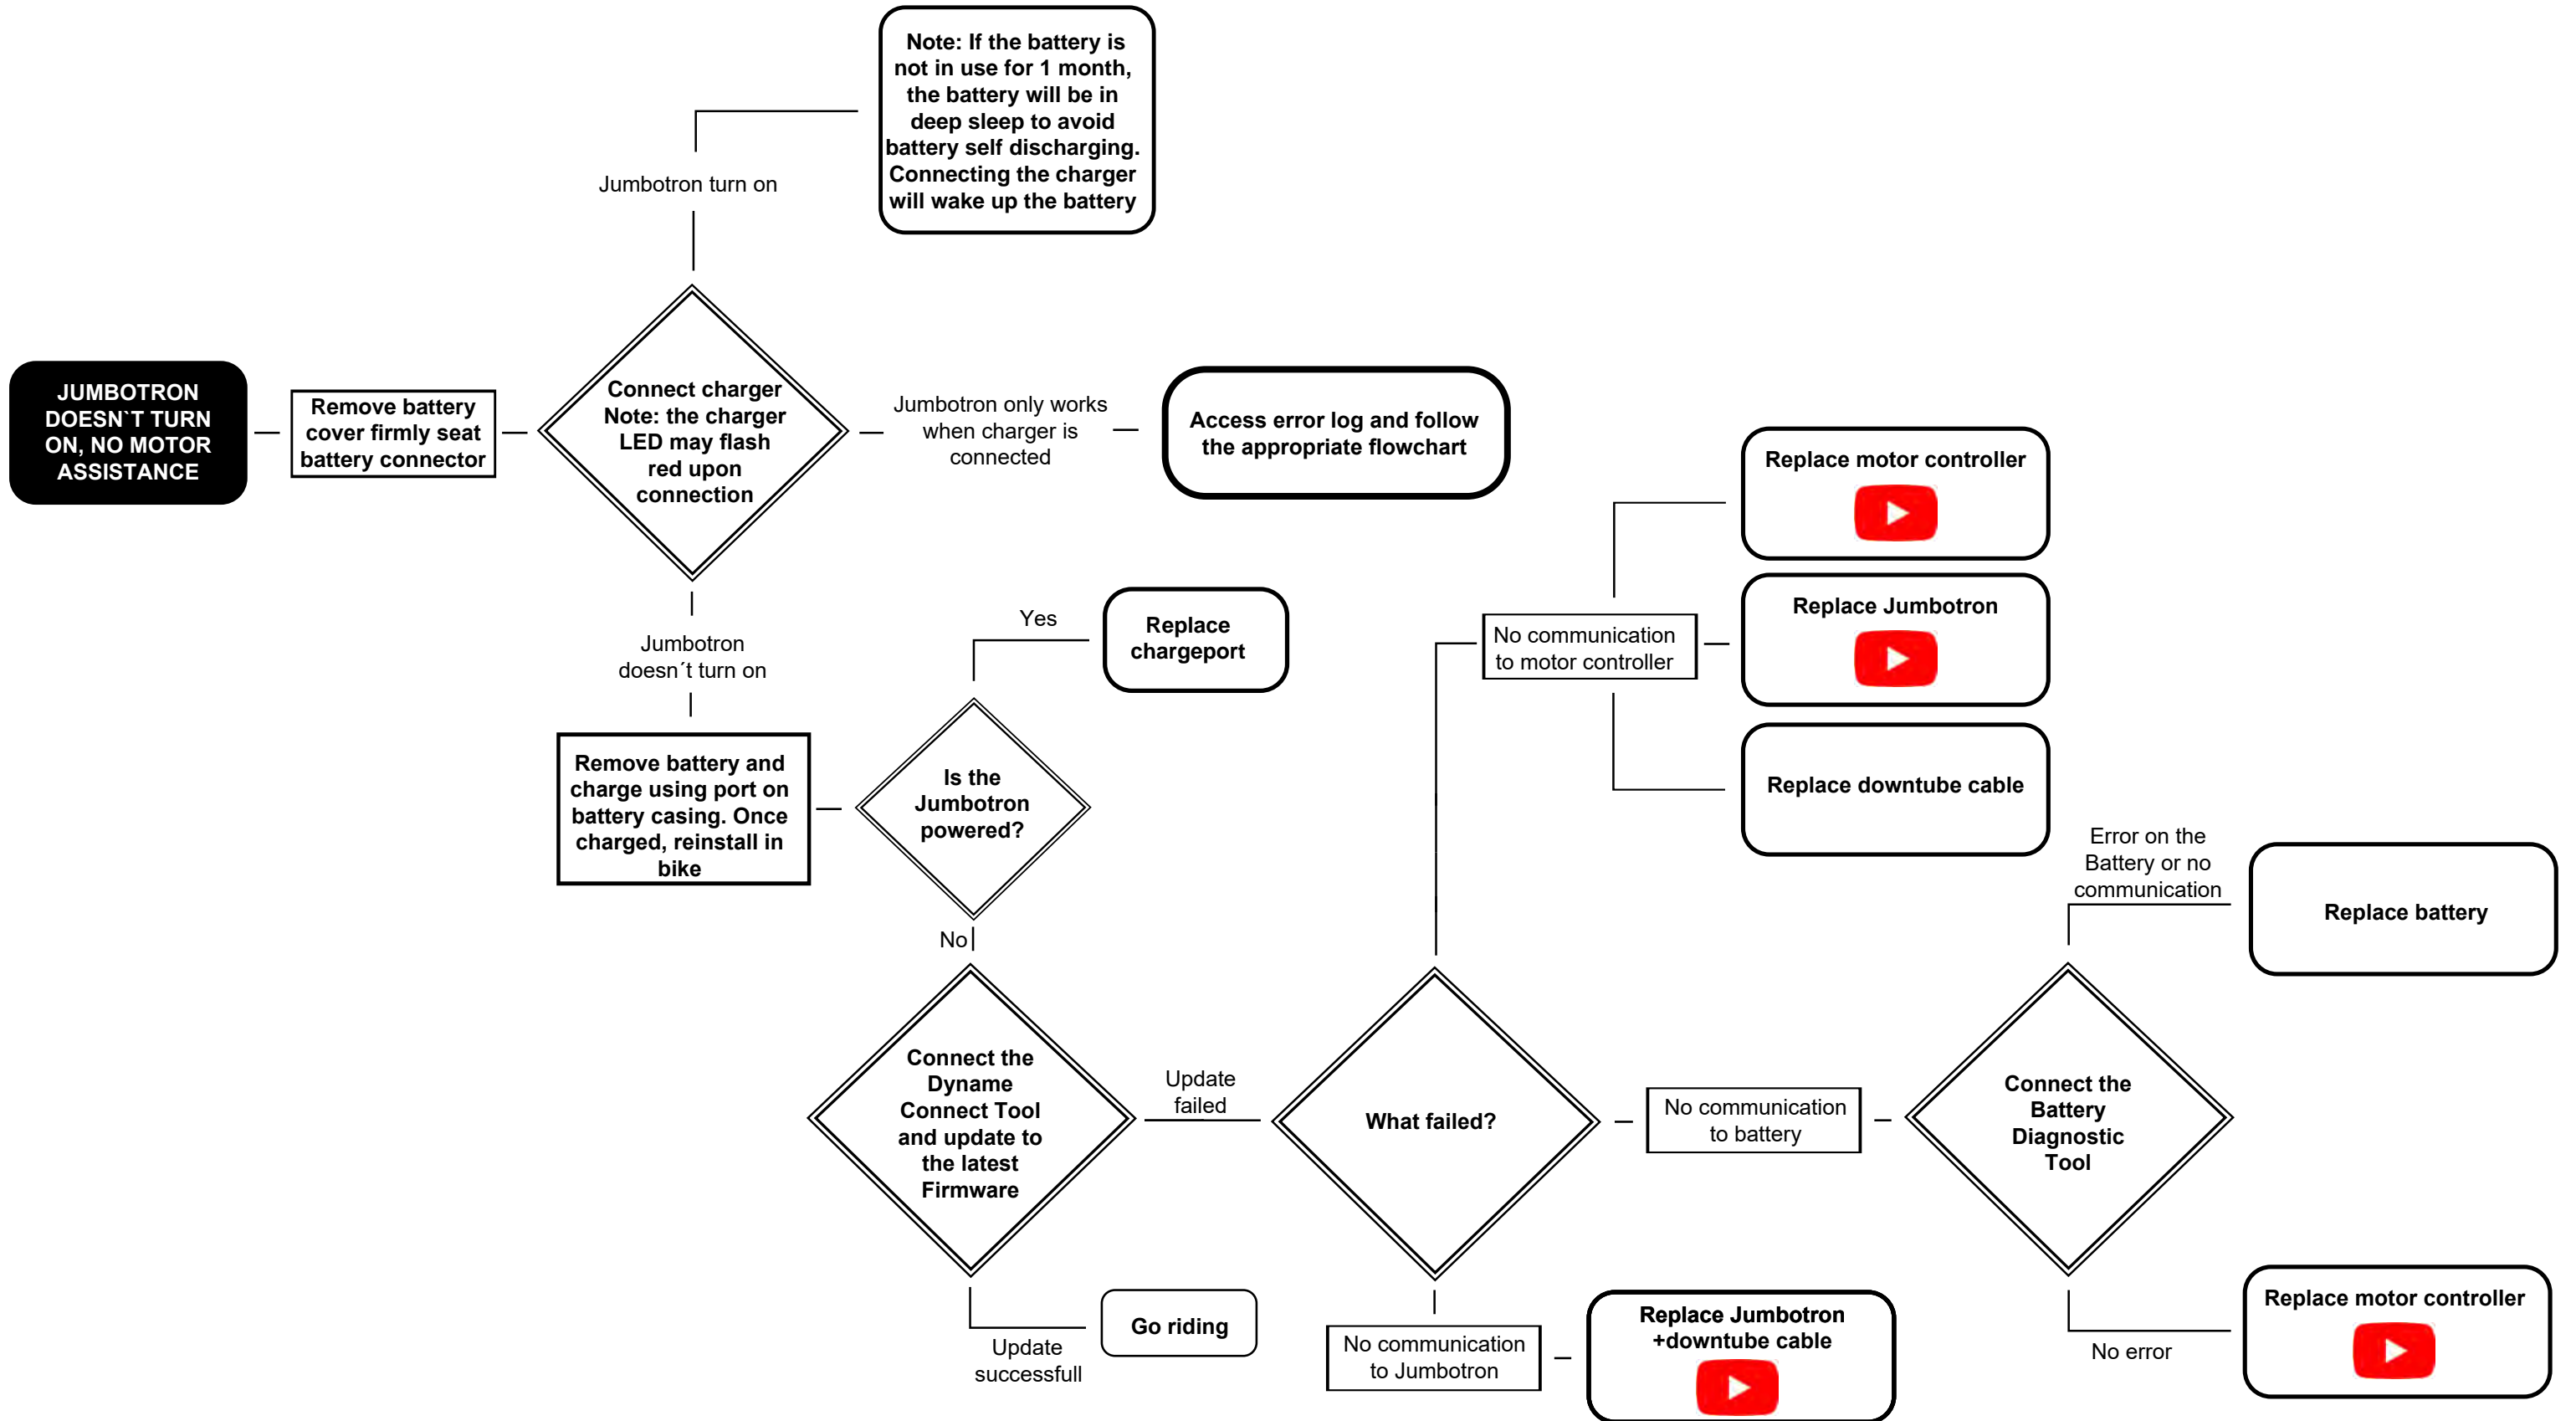 Note: If the battery is
not in use for 1 month,
the battery will be in
deep sleep to avoid
battery self discharging.
Connecting the charger
will wake up the battery
Jumbotron turn on
JUMBOTRON
DOESN`T TURN
ON, NO MOTOR
ASSISTANCE
Remove battery
cover firmly seat
battery connector
Connect charger
Note: the charger
LED may flash
red upon
connection
Jumbotron only works
when charger is
connected
Access error log and follow
the appropriate flowchart
Jumbotron
doesn´t turn on
Remove battery and
charge using port on
battery casing. Once
charged, reinstall in
bike
Is the
Jumbotron
powered?
Yes
Replace
chargeport
No
Connect the
Dyname
Connect Tool
and update to
the latest
Firmware
Update
successfull
Go riding
Update
failed
What failed?
No communication
to motor controller
Replace motor controller
Replace Jumbotron
Replace downtube cable
No communication
to Jumbotron
Replace Jumbotron
+downtube cable
No communication
to battery
Connect the
Battery
Diagnostic
Tool
Error on the
Battery or no
communication
Replace battery
No error
Replace motor controller